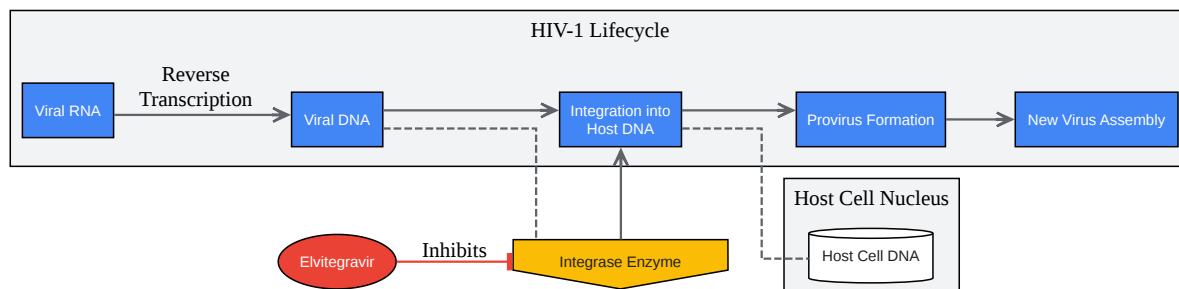 HIV-1 Lifecycle
Reverse
Transcription
Viral RNA
Viral DNA
Integration into
Host DNA
Provirus Formation
New Virus Assembly
Host Cell Nucleus
Elvitegravir
Inhibits
Integrase Enzyme
Host Cell DNA